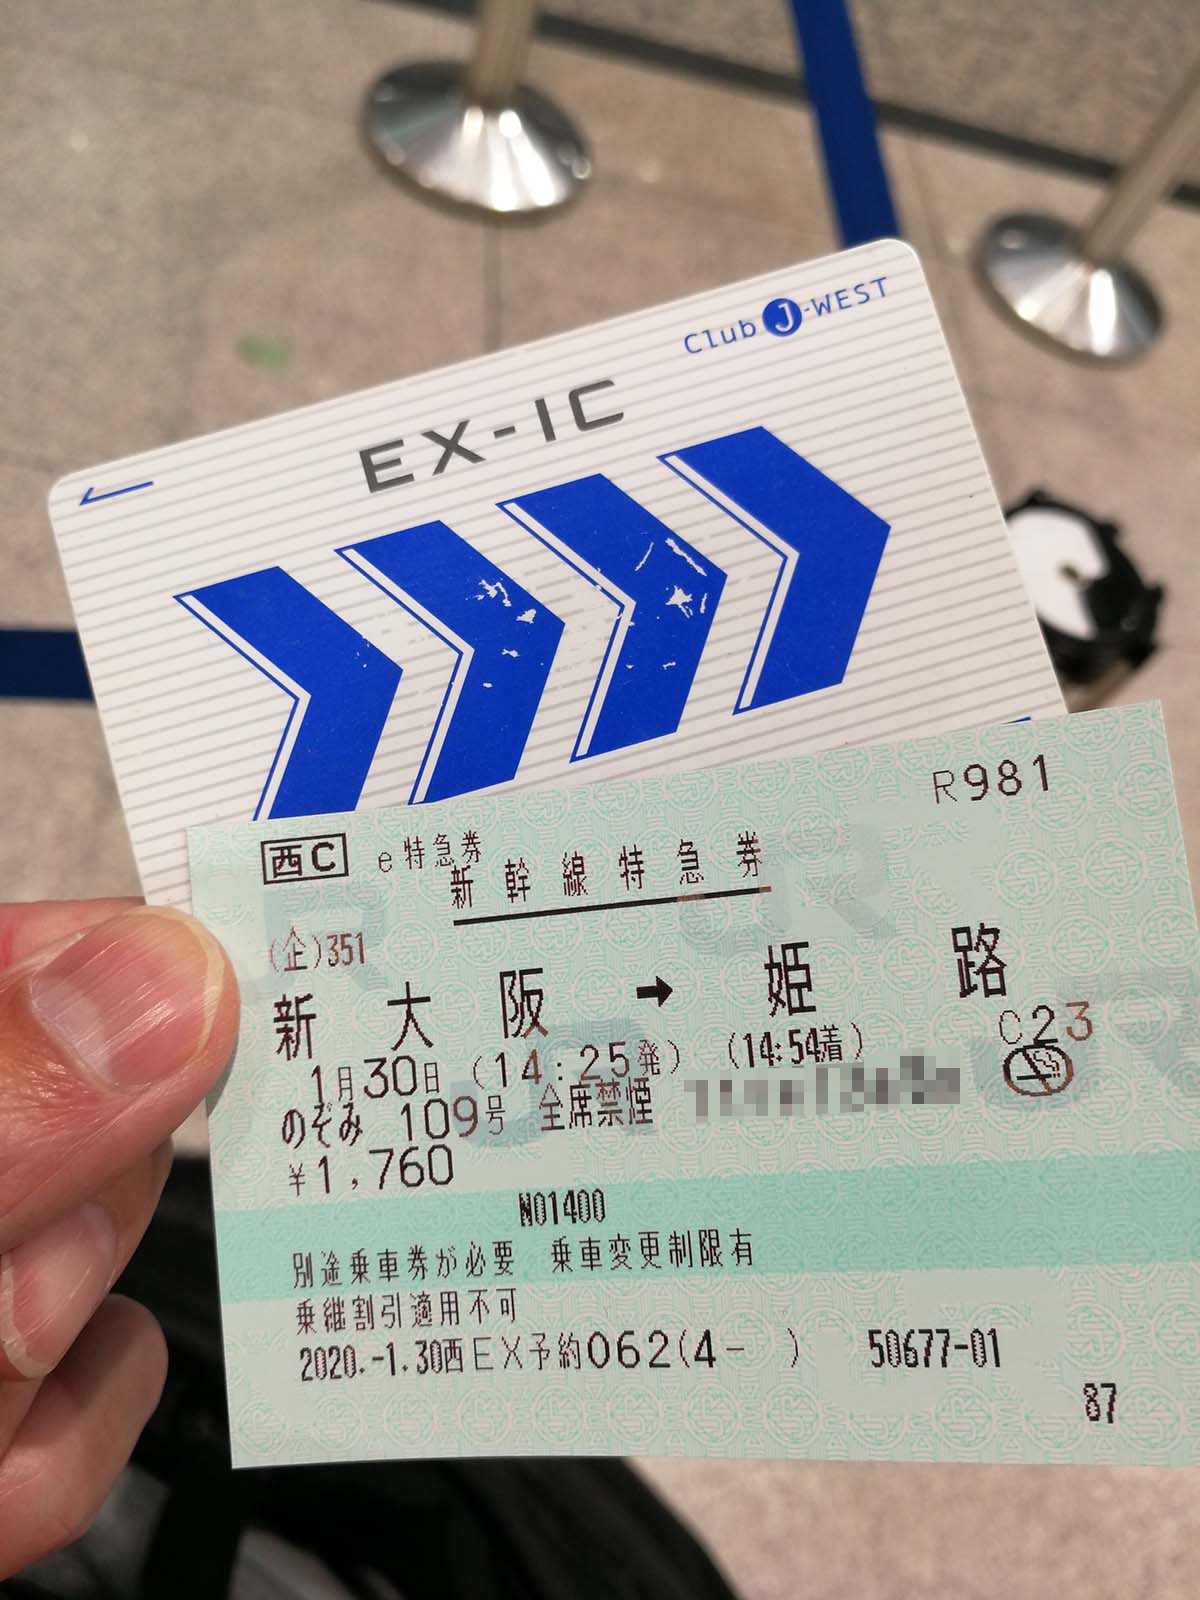 Club J-WEST
EX-IC
R981
西C e特急券
新幹線特急券
(企)351
新大阪 → 姫路
C23
1月30日 (14:25発) (14:54着)
のぞみ 109号 全席禁煙
¥1,760
N01400
別途乗車券が必要 乗車変更制限有
乗継割引適用不可
2020.-1.30西EX予約062(4- ) 50677-01
87